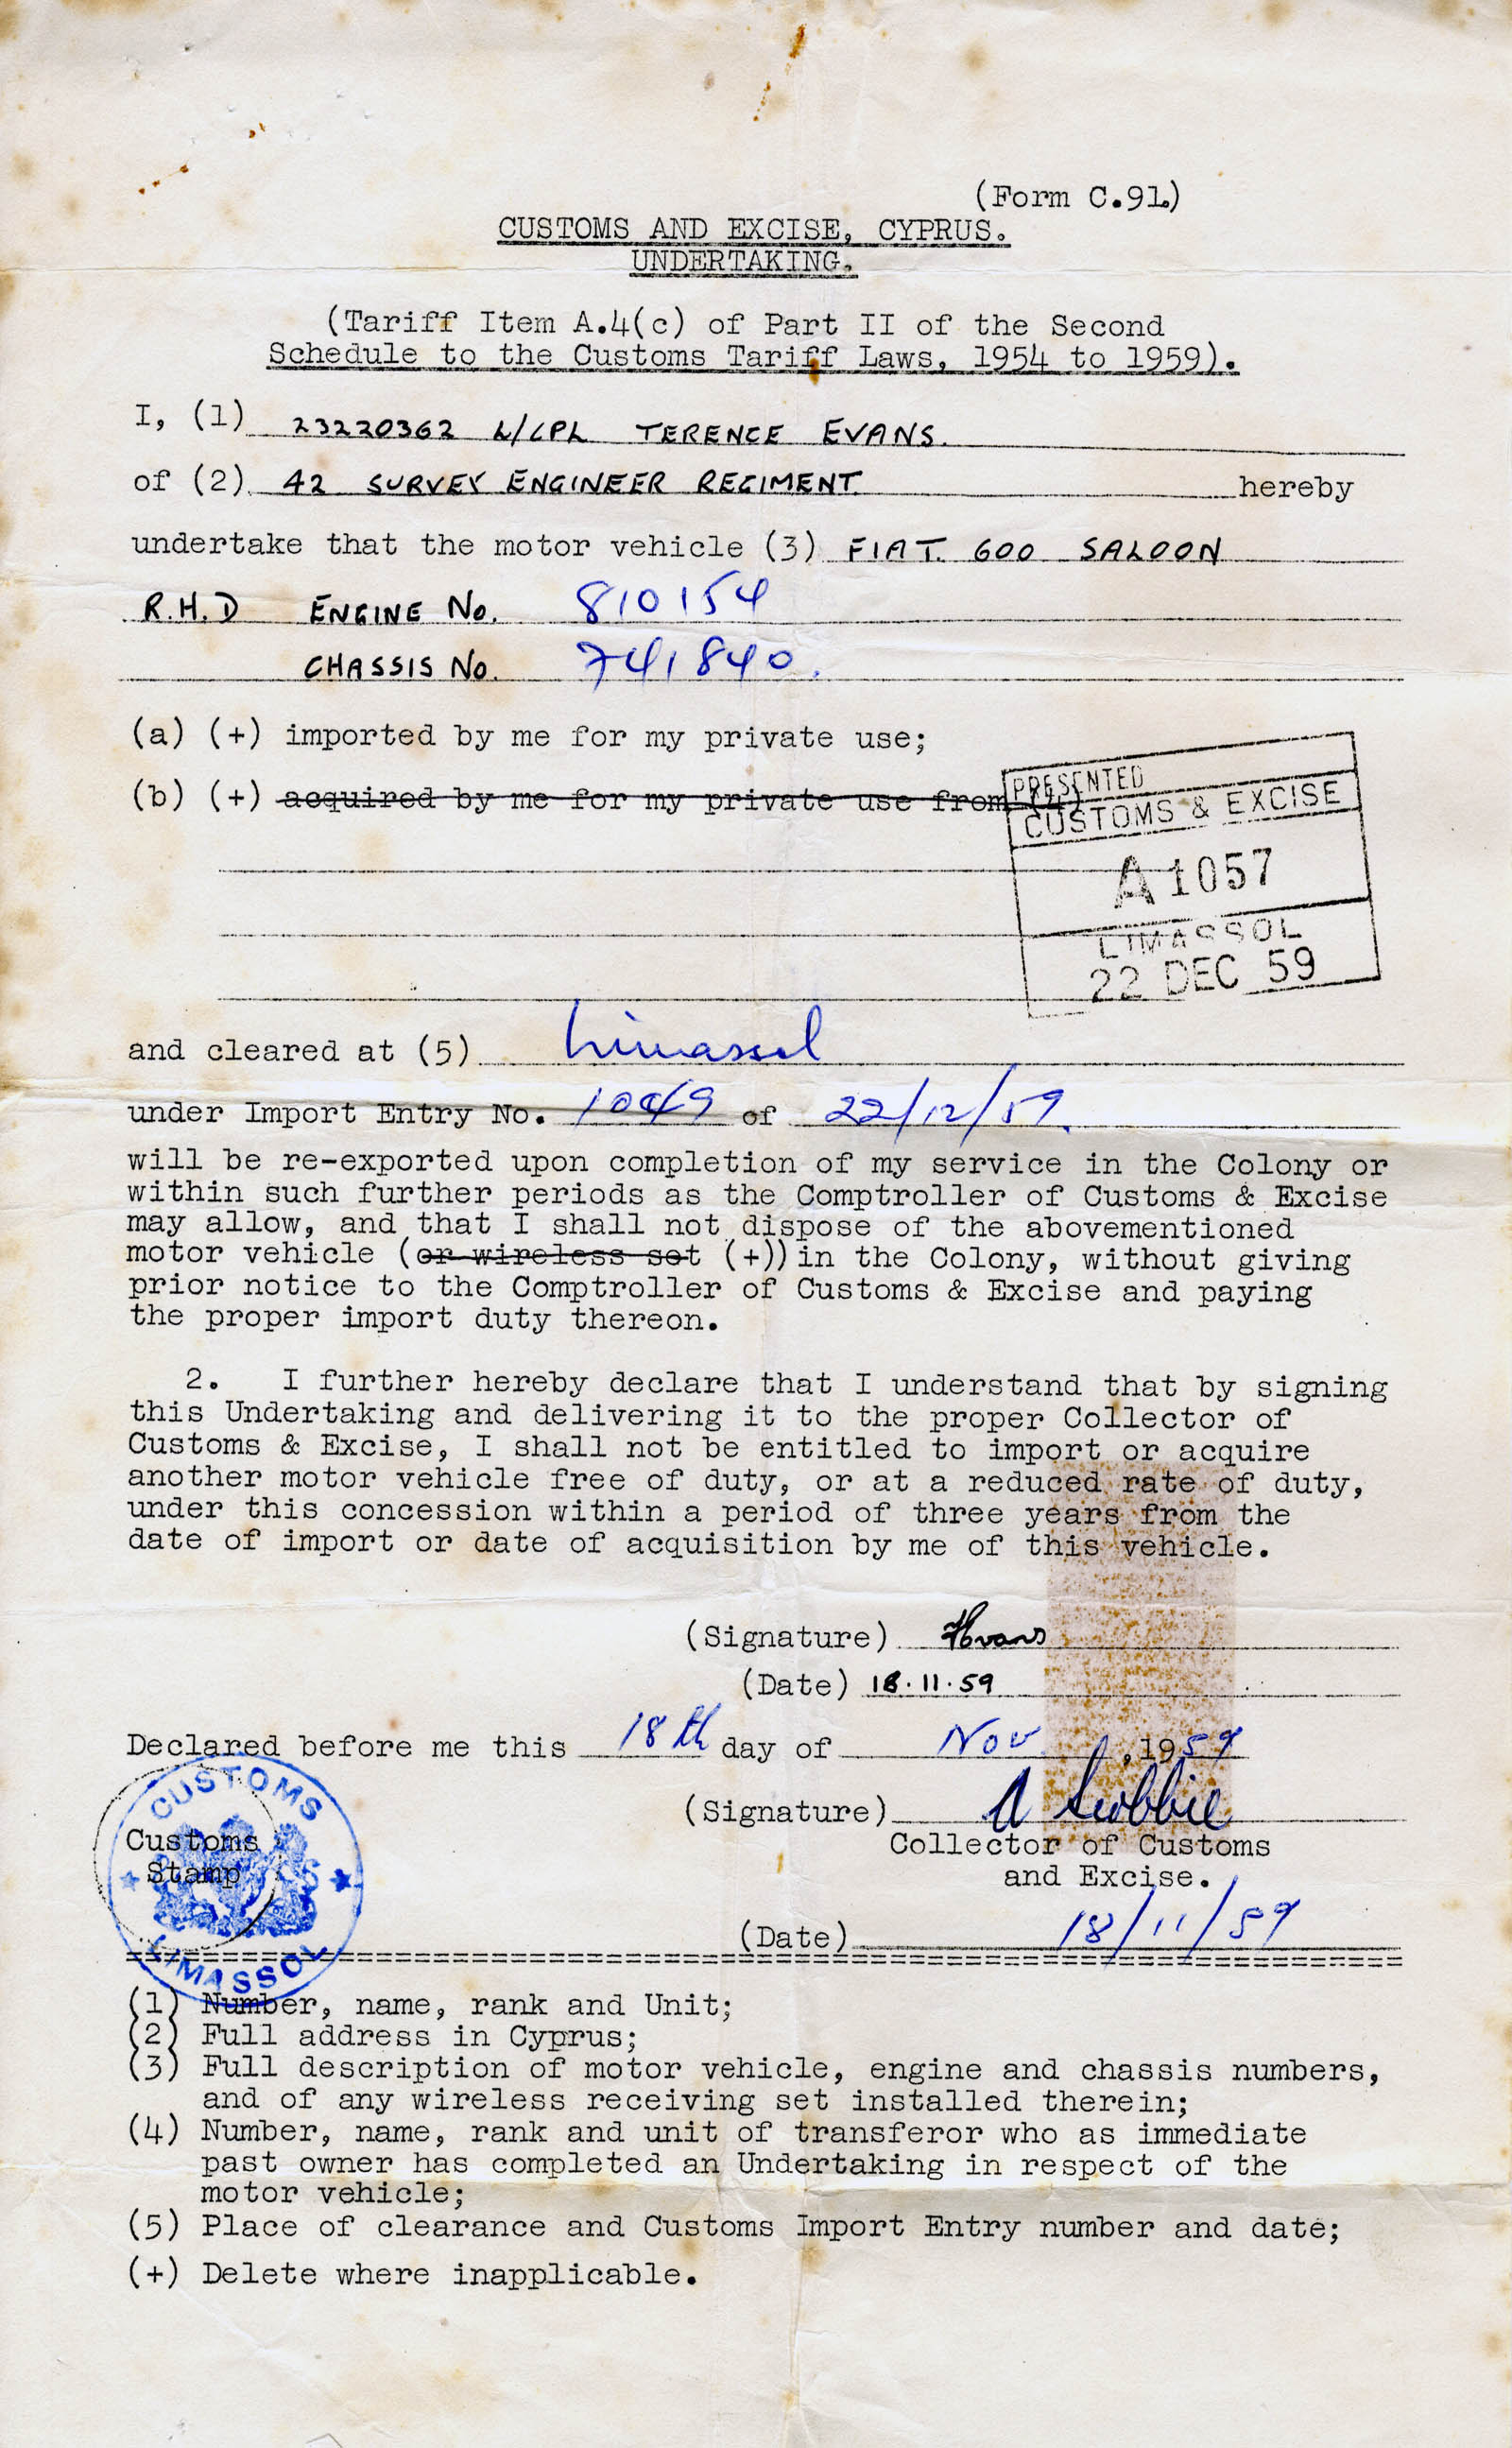 (Form C.91.)
CUSTOMS AND EXCISE, CYPRUS.
UNDERTAKING.
(Tariff Item A.4(c) of Part II of the Second
Schedule to the Customs Tariff Laws, 1954 to 1959).
I, (1) 23220362 L/CPL TERENCE EVANS.
of (2) 42 SURVEY ENGINEER REGIMENT hereby
undertake that the motor vehicle (3) FIAT. 600 SALOON
R.H.D ENGINE No. 810154
CHASSIS No. 741840.
(a) (+) imported by me for my private use;
(b) (+) acquired by me for my private use from (4)
PRESENTED
CUSTOMS & EXCISE
A 1057
LIMASSOL
22 DEC 59
and cleared at (5) Limassol
under Import Entry No. of 22/12/59.
will be re-exported upon completion of my service in the Colony or
within such further periods as the Comptroller of Customs & Excise
may allow, and that I shall not dispose of the abovementioned
motor vehicle (or wireless set (+)) in the Colony, without giving
prior notice to the Comptroller of Customs & Excise and paying
the proper import duty thereon.
2. I further hereby declare that I understand that by signing
this Undertaking and delivering it to the proper Collector of
Customs & Excise, I shall not be entitled to import or acquire
another motor vehicle free of duty, or at a reduced rate of duty,
under this concession within a period of three years from the
date of import or date of acquisition by me of this vehicle.
(Signature) TEvans
(Date) 18.11.59
Declared before me this 18th day of Nov , 1959
(Signature) A
Collector of Customs
and Excise.
CUSTOMS
LIMASSOL
Customs
Stamp
(Date) 18/11/59
(1) Number, name, rank and Unit;
(2) Full address in Cyprus;
(3) Full description of motor vehicle, engine and chassis numbers,
and of any wireless receiving set installed therein;
(4) Number, name, rank and unit of transferor who as immediate
past owner has completed an Undertaking in respect of the
motor vehicle;
(5) Place of clearance and Customs Import Entry number and date;
(+) Delete where inapplicable.